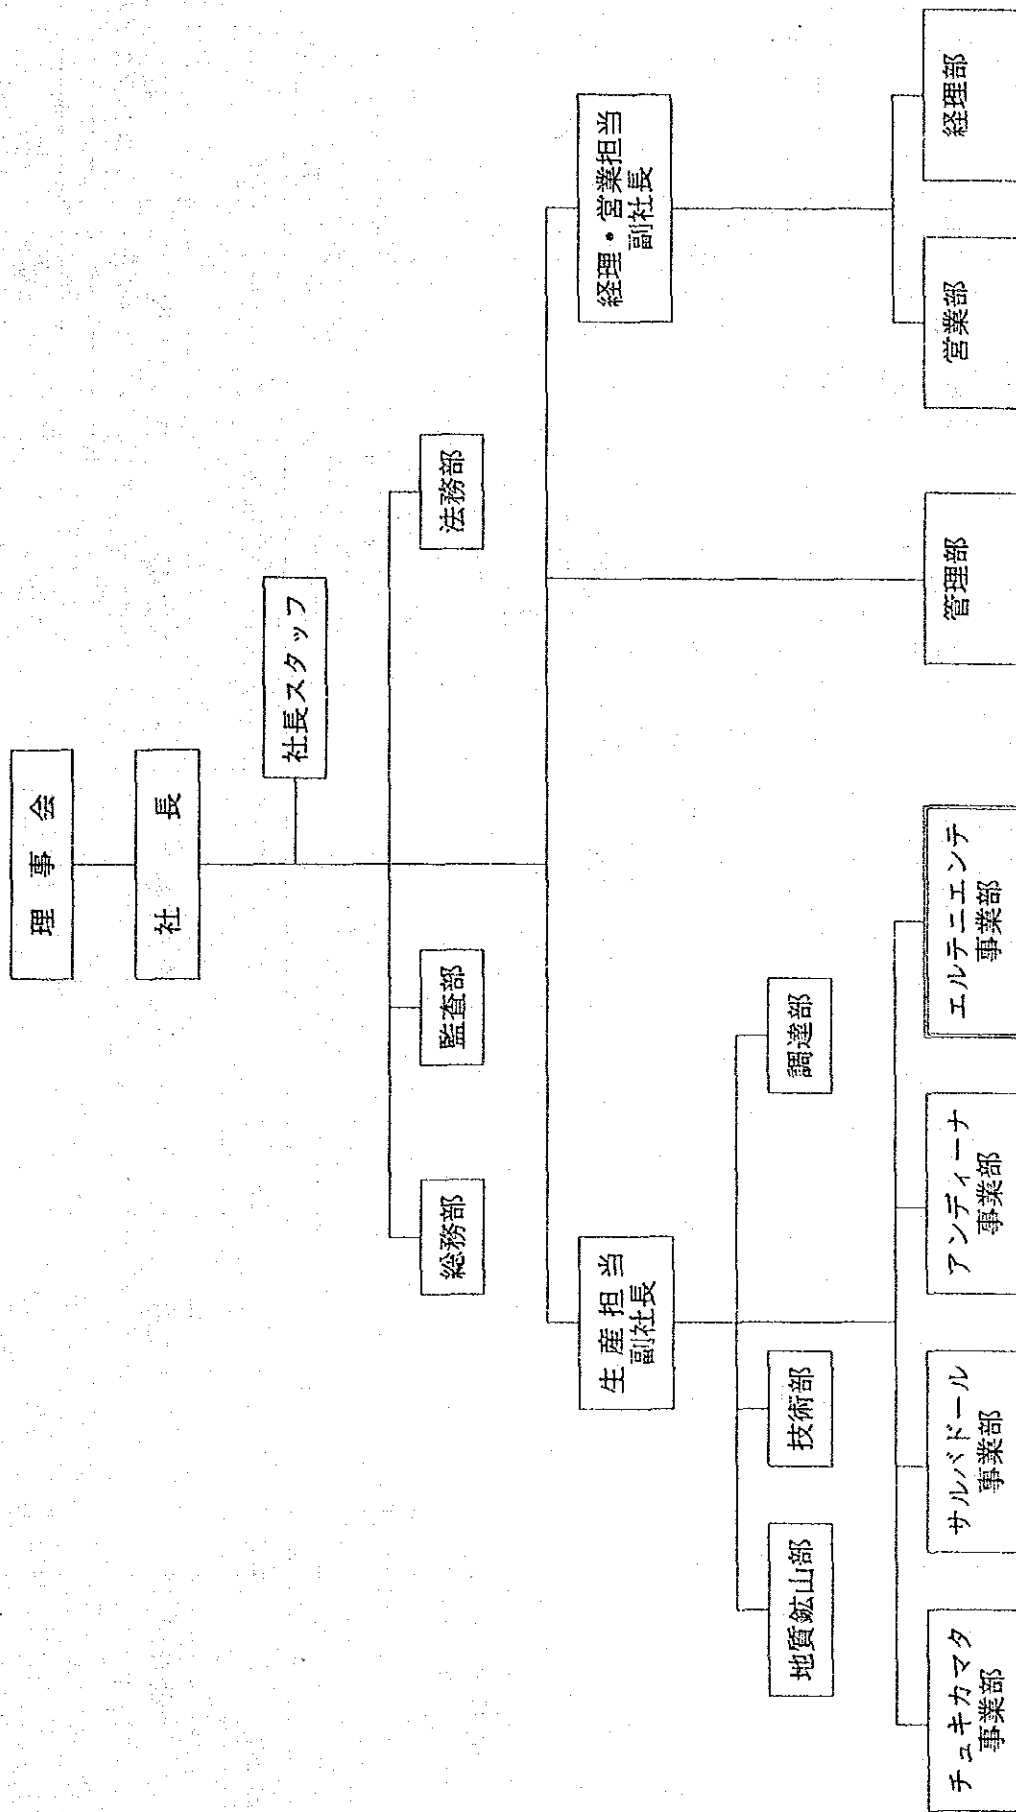 理事会
社長
社長スタッフ
総務部
監査部
法務部
生産担当
副社長
経理・営業担当
副社長
地質鉱山部
技術部
調達部
チュキカマタ
事業部
サルバドール
事業部
アンディーナ
事業部
エルテニエンテ
事業部
管理部
営業部
経理部